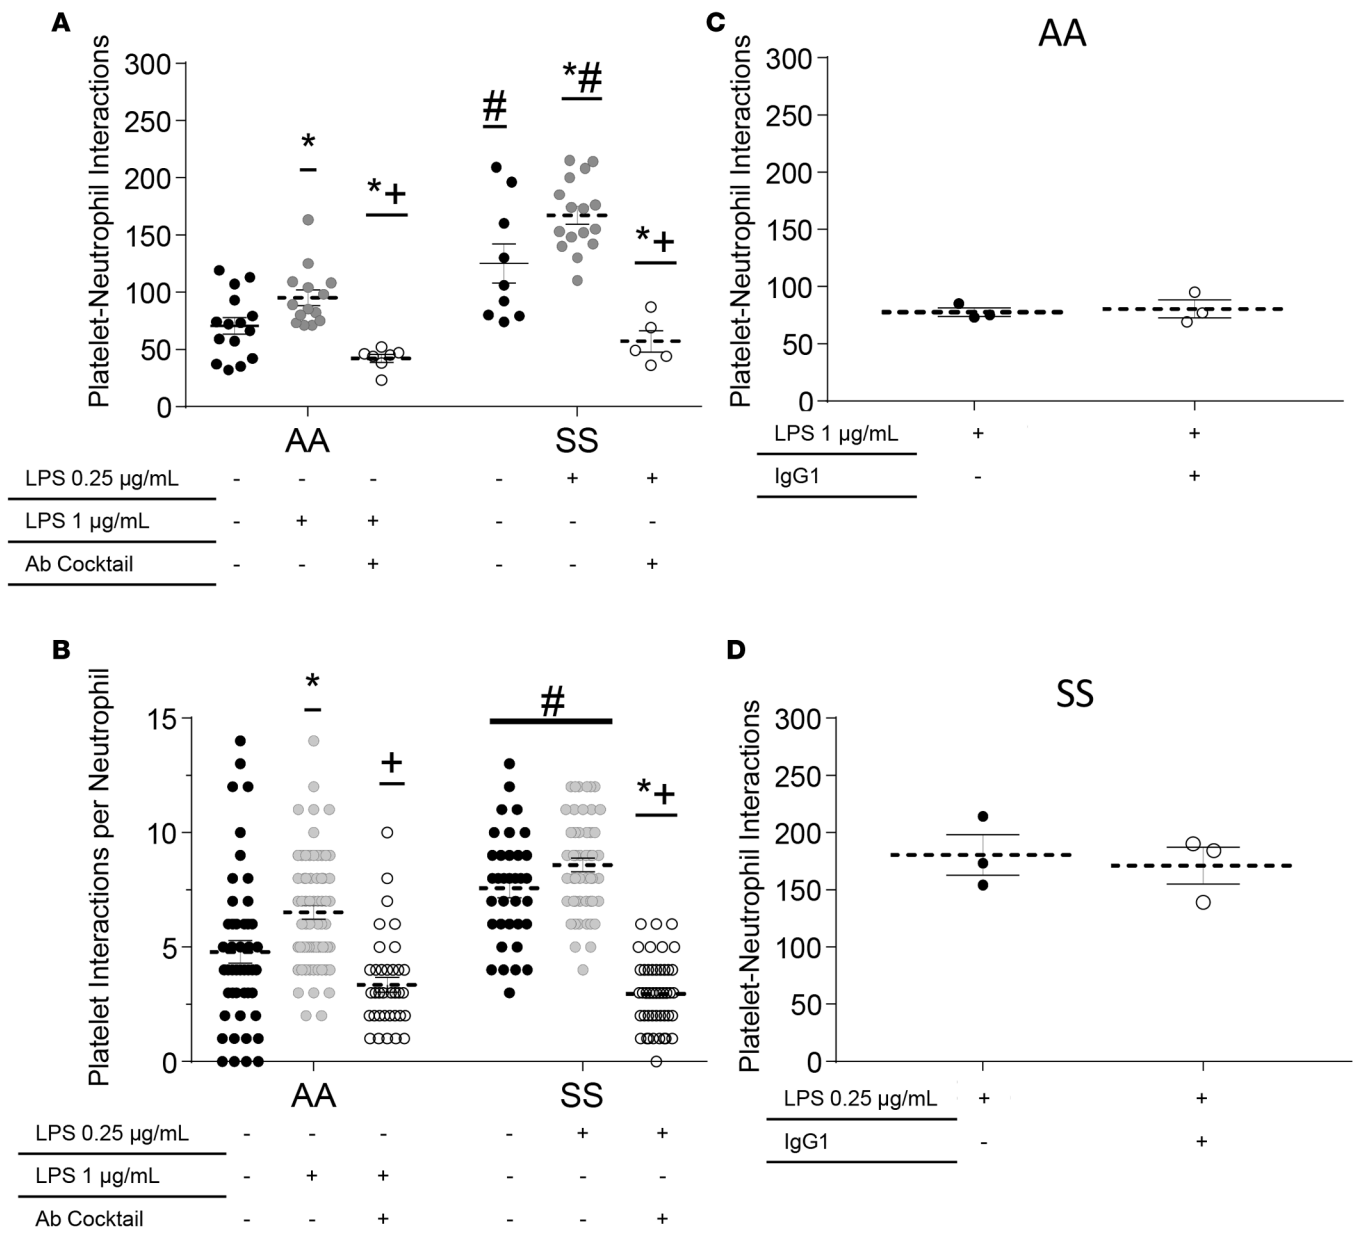 A
Platelet-Neutrophil Interactions
300
250
200
150
100
50
0
*
*+
#
*#
*+
AA
SS
LPS 0.25 µg/mL - - - - + +
LPS 1 µg/mL - + + - - -
Ab Cocktail - - + - - +
C
AA
Platelet-Neutrophil Interactions
300
250
200
150
100
50
0
LPS 1 µg/mL + +
IgG1 - +
B
Platelet Interactions per Neutrophil
15
10
5
0
*
+
#
*+
AA
SS
LPS 0.25 µg/mL - - - - + +
LPS 1 µg/mL - + + - - -
Ab Cocktail - - + - - +
D
SS
Platelet-Neutrophil Interactions
300
250
200
150
100
50
0
LPS 0.25 µg/mL + +
IgG1 - +